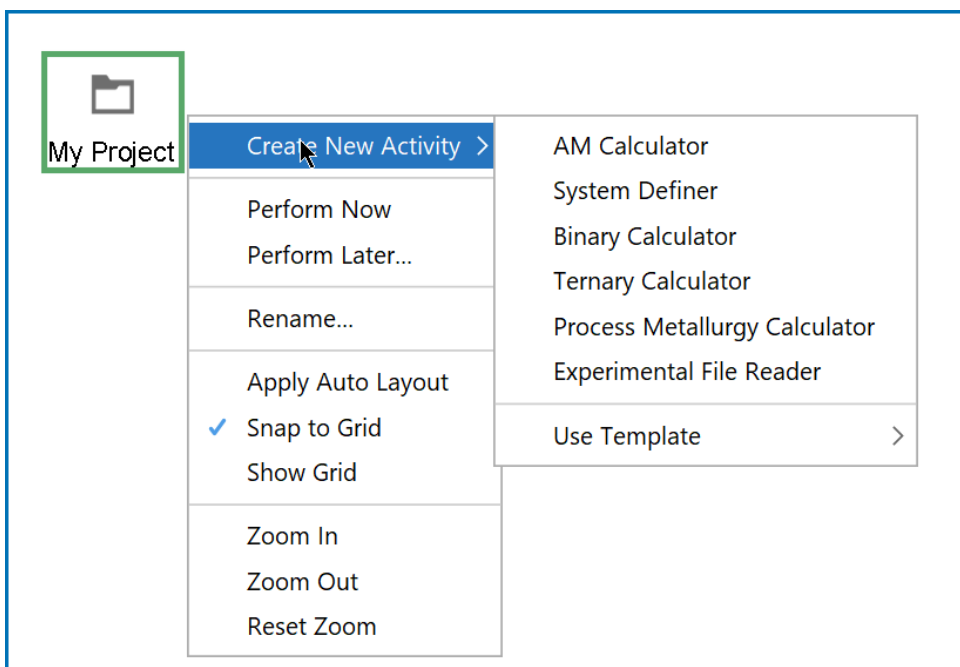 My Project
Create New Activity
Perform Now
Perform Later...
Rename...
Apply Auto Layout
Snap to Grid
Show Grid
Zoom In
Zoom Out
Reset Zoom
AM Calculator
System Definer
Binary Calculator
Ternary Calculator
Process Metallurgy Calculator
Experimental File Reader
Use Template